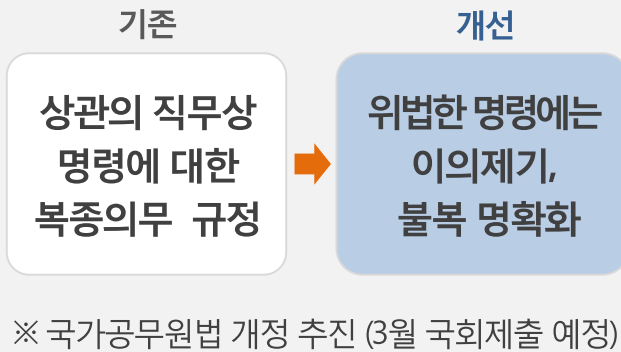 기존
상관의 직무상
명령에 대한
복종의무 규정
개선
위법한 명령에는
이의제기,
불복 명확화
※ 국가공무원법 개정 추진 (3월 국회제출 예정)